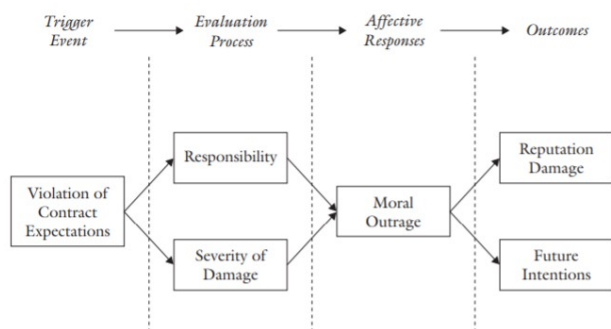 Trigger
Event
Evaluation
Process
Affective
Responses
Outcomes
Responsibility
Reputation
Damage
Violation of
Contract
Expectations
Moral
Outrage
Severity of
Damage
Future
Intentions